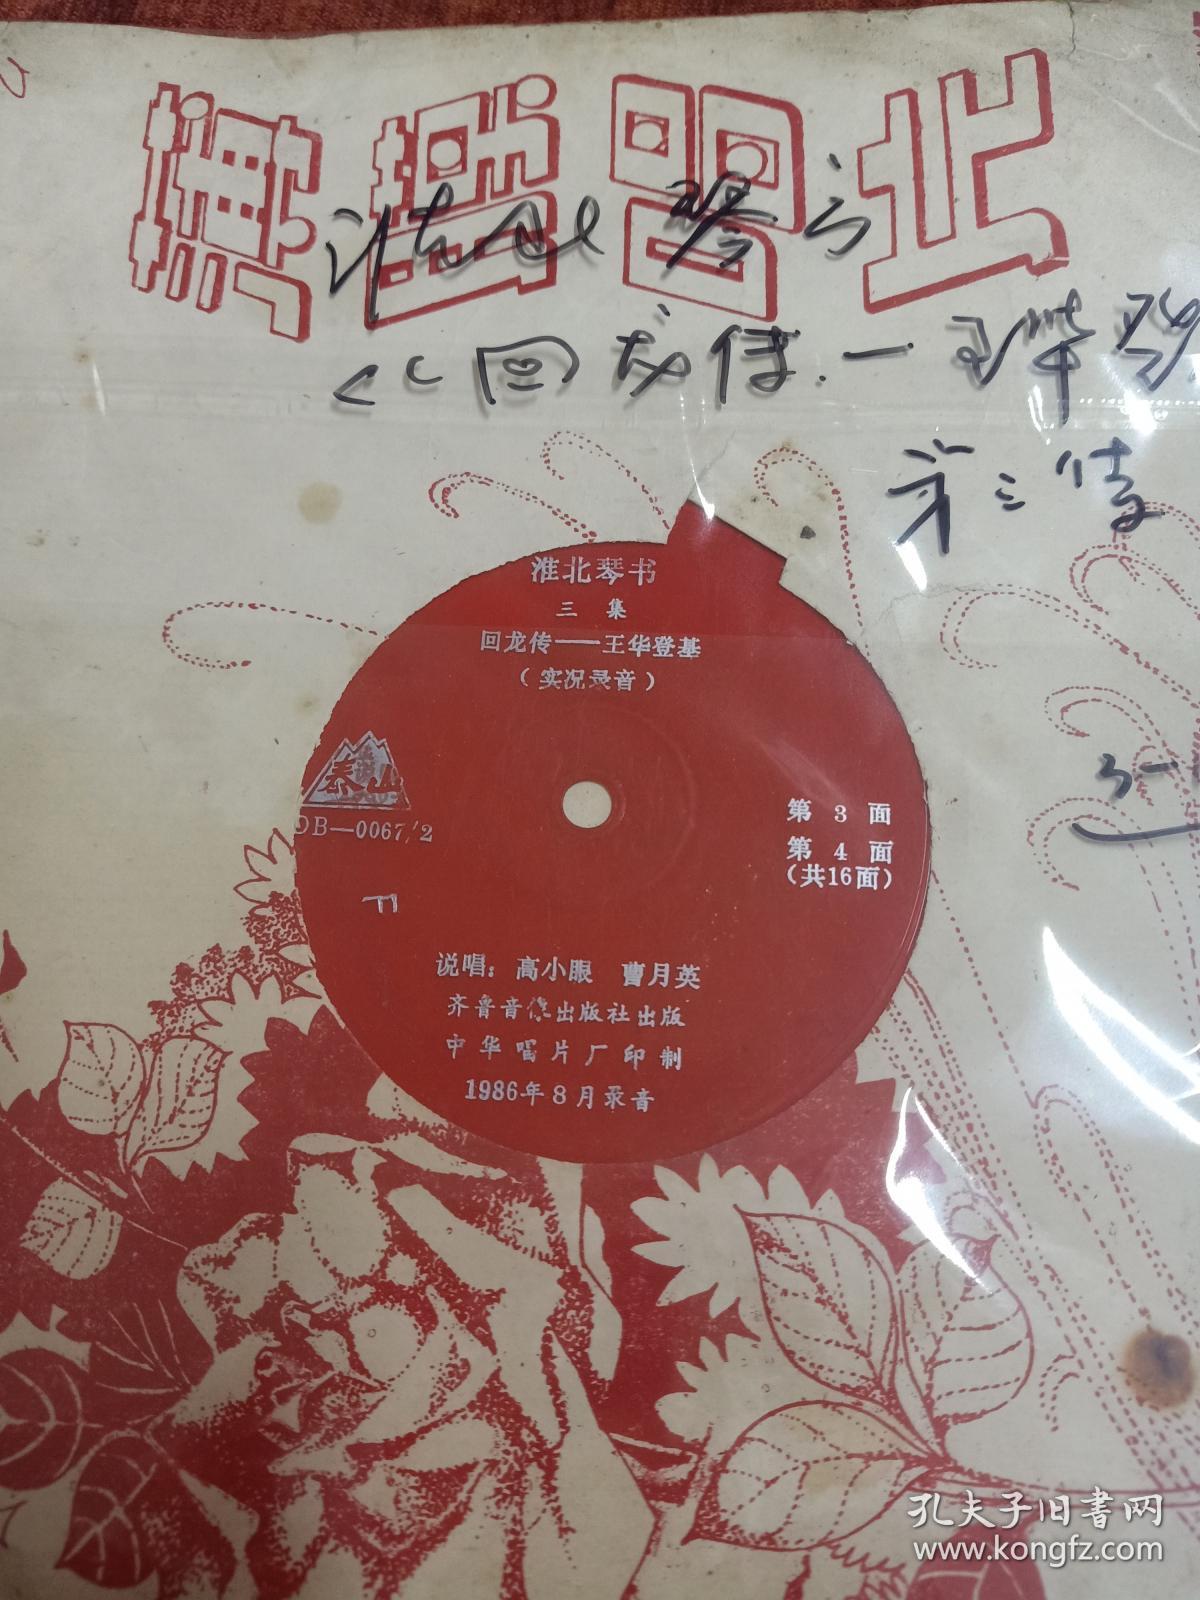 淮北琴书
《回龙传·一王华登
第三集
淮北琴书
三 集
回龙传——王华登基
（实况录音）
泰山
DB—0067/2
第 3 面
第 4 面
（共16面）
说唱：高小眼 曹月英
齐鲁音像出版社出版
中华唱片厂印制
1986年8月录音
孔夫子旧书网
www.kongfz.com